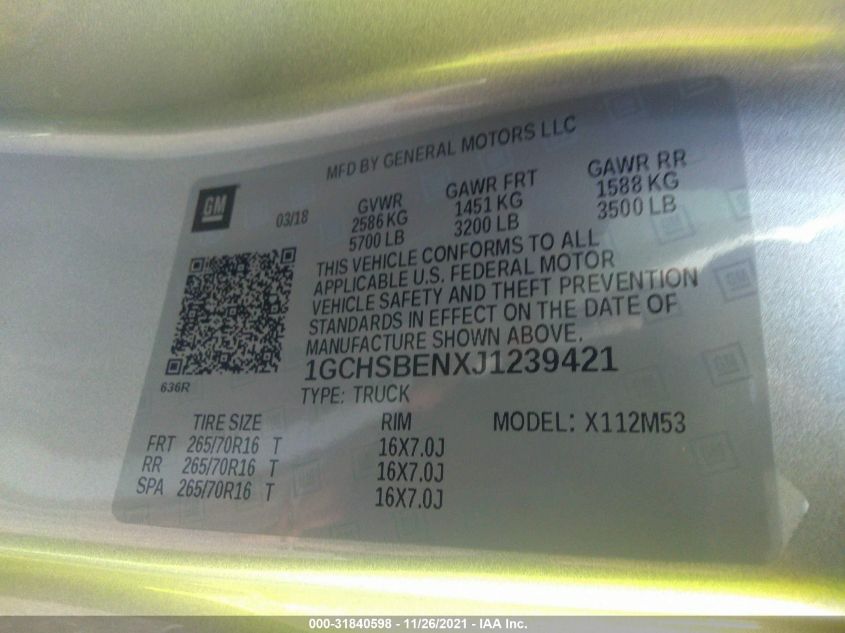 MFD BY GENERAL MOTORS LLC
GM
03/18
GVWR GAWR FRT GAWR RR
2586 KG 1451 KG 1588 KG
5700 LB 3200 LB 3500 LB
THIS VEHICLE CONFORMS TO ALL
APPLICABLE U.S. FEDERAL MOTOR
VEHICLE SAFETY AND THEFT PREVENTION
STANDARDS IN EFFECT ON THE DATE OF
MANUFACTURE SHOWN ABOVE.
1GCHSBENXJ1239421
636R
TYPE: TRUCK
TIRE SIZE RIM MODEL: X112M53
FRT 265/70R16 T 16X7.0J
RR 265/70R16 T 16X7.0J
SPA 265/70R16 T 16X7.0J
000-31840598 - 11/26/2021 - IAA Inc.